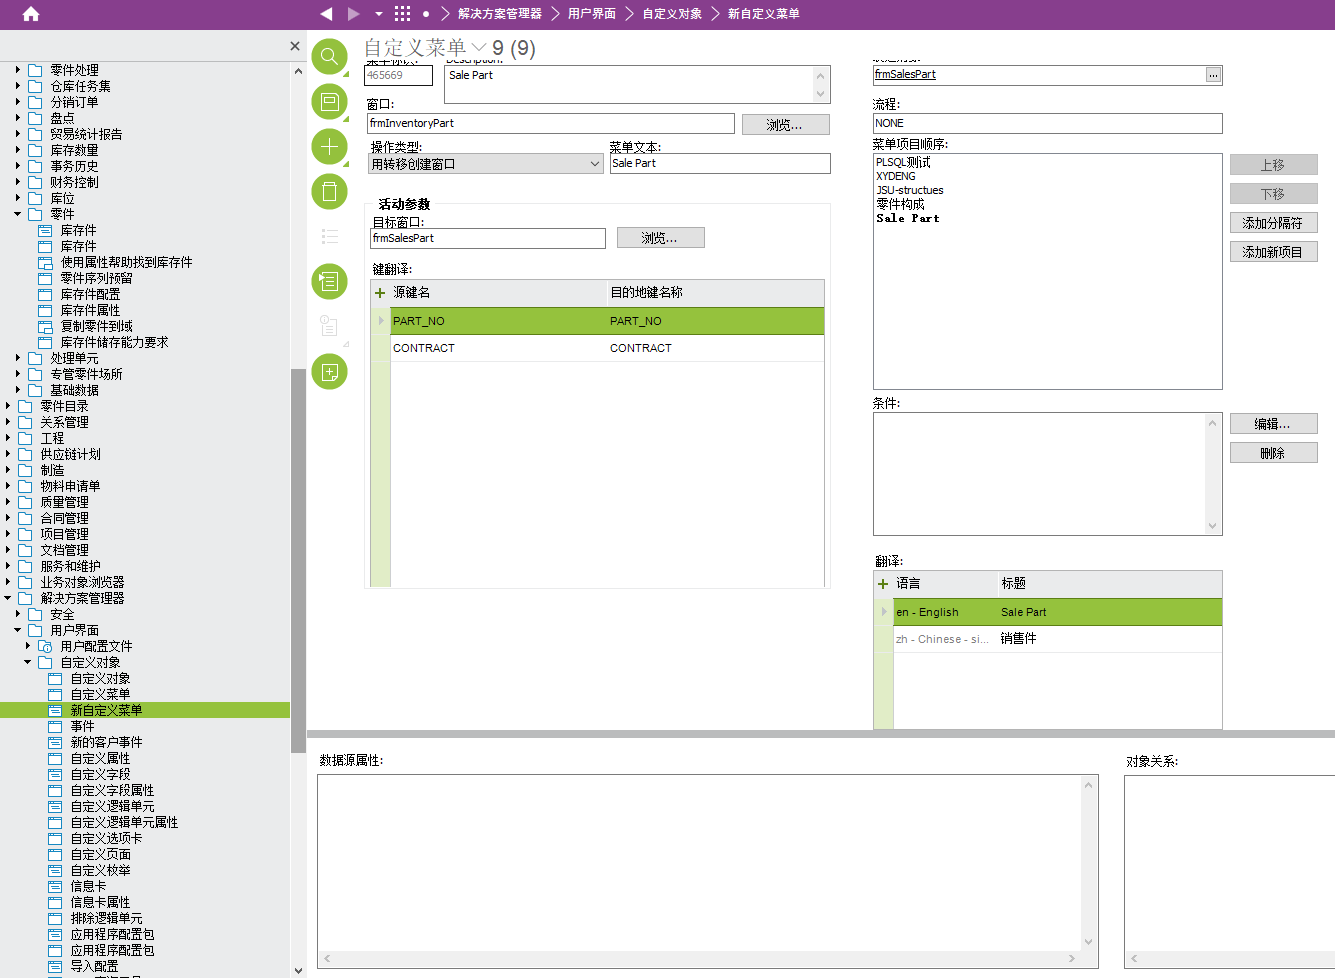 解决方案管理器
用户界面
自定义对象
新自定义菜单
零件处理
仓库任务集
分销订单
盘点
贸易统计报告
库存数量
事务历史
财务控制
库位
零件
库存件
库存件
使用属性帮助找到库存件
零件序列预留
库存件配置
库存件属性
复制零件到域
库存件储存能力要求
处理单元
专管零件场所
基础数据
零件目录
关系管理
工程
供应链计划
制造
物料申请单
质量管理
合同管理
项目管理
文档管理
服务和维护
业务对象浏览器
解决方案管理器
安全
用户界面
用户配置文件
自定义对象
自定义对象
自定义菜单
新自定义菜单
事件
新的客户事件
自定义属性
自定义字段
自定义字段属性
自定义逻辑单元
自定义逻辑单元属性
自定义选项卡
自定义页面
自定义枚举
信息卡
信息卡属性
排除逻辑单元
应用程序配置包
应用程序配置包
导入配置
自定义菜单 9 (9)
菜单标识:
Description:
465669
Sale Part
窗口:
frmInventoryPart
浏览...
操作类型:
菜单文本:
用转移创建窗口
Sale Part
活动参数
目标窗口:
frmSalesPart
浏览...
键翻译:
源键名
目的地键名称
PART_NO
PART_NO
CONTRACT
CONTRACT
frmSalesPart
...
流程:
NONE
菜单项目顺序:
PLSQL测试
XYDENG
JSU-structues
零件构成
Sale Part
上移
下移
添加分隔符
添加新项目
条件:
编辑...
删除
翻译:
语言
标题
en - English
Sale Part
zh - Chinese - si...
销售件
数据源属性:
对象关系: